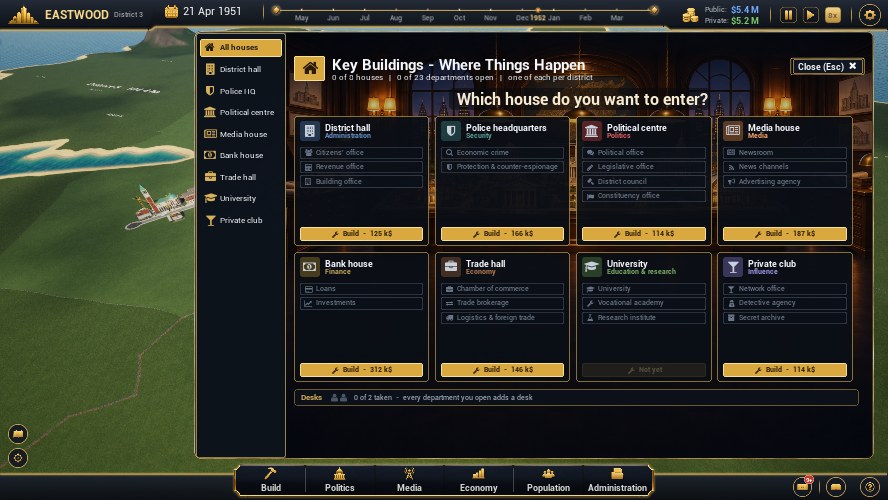 EASTWOOD District 3
21 Apr 1951
May Jun Jul Aug Sep Oct Nov Dec 1952 Jan Feb Mar
Public: $5.4 M
Private: $5.2 M
8x
All houses
District hall
Police HQ
Political centre
Media house
Bank house
Trade hall
University
Private club
Key Buildings - Where Things Happen
0 of 8 houses | 0 of 23 departments open | one of each per district
Close (Esc) ✖
Which house do you want to enter?
District hall
Administration
Citizens' office
Revenue office
Building office
Build - 125 k$
Police headquarters
Security
Economic crime
Protection & counter-espionage
Build - 166 k$
Political centre
Politics
Political office
Legislative office
District council
Constituency office
Build - 114 k$
Media house
Media
Newsroom
News channels
Advertising agency
Build - 187 k$
Bank house
Finance
Loans
Investments
Build - 312 k$
Trade hall
Economy
Chamber of commerce
Trade brokerage
Logistics & foreign trade
Build - 146 k$
University
Education & research
University
Vocational academy
Research institute
Not yet
Private club
Influence
Network office
Detective agency
Secret archive
Build - 114 k$
Desks 0 of 2 taken - every department you open adds a desk
Build
Politics
Media
Economy
Population
Administration